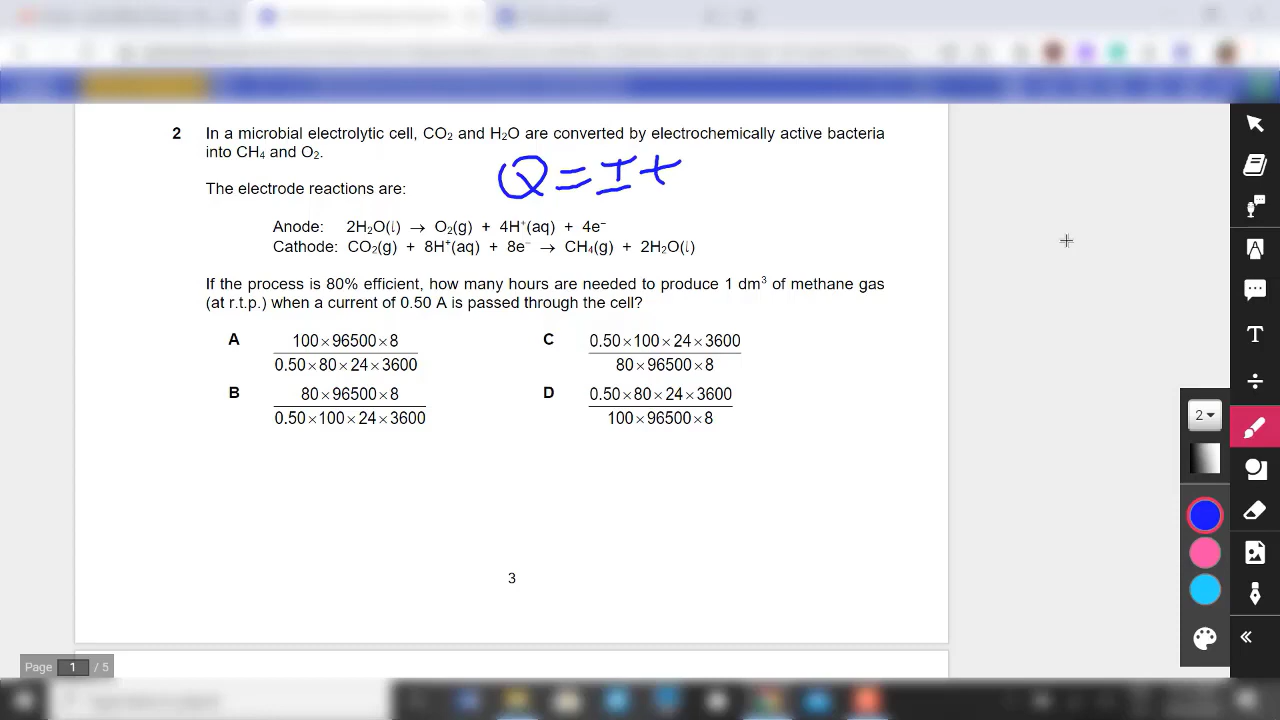 2 In a microbial electrolytic cell, CO₂ and H₂O are converted by electrochemically active bacteria
into CH₄ and O₂.
Q = It
The electrode reactions are:
Anode: 2H₂O(l) → O₂(g) + 4H⁺(aq) + 4e⁻
Cathode: CO₂(g) + 8H⁺(aq) + 8e⁻ → CH₄(g) + 2H₂O(l)
If the process is 80% efficient, how many hours are needed to produce 1 dm³ of methane gas
(at r.t.p.) when a current of 0.50 A is passed through the cell?
A 100×96500×8
0.50×80×24×3600
C 0.50×100×24×3600
80×96500×8
B 80×96500×8
0.50×100×24×3600
D 0.50×80×24×3600
100×96500×8
3
2
T
Page 1 / 5